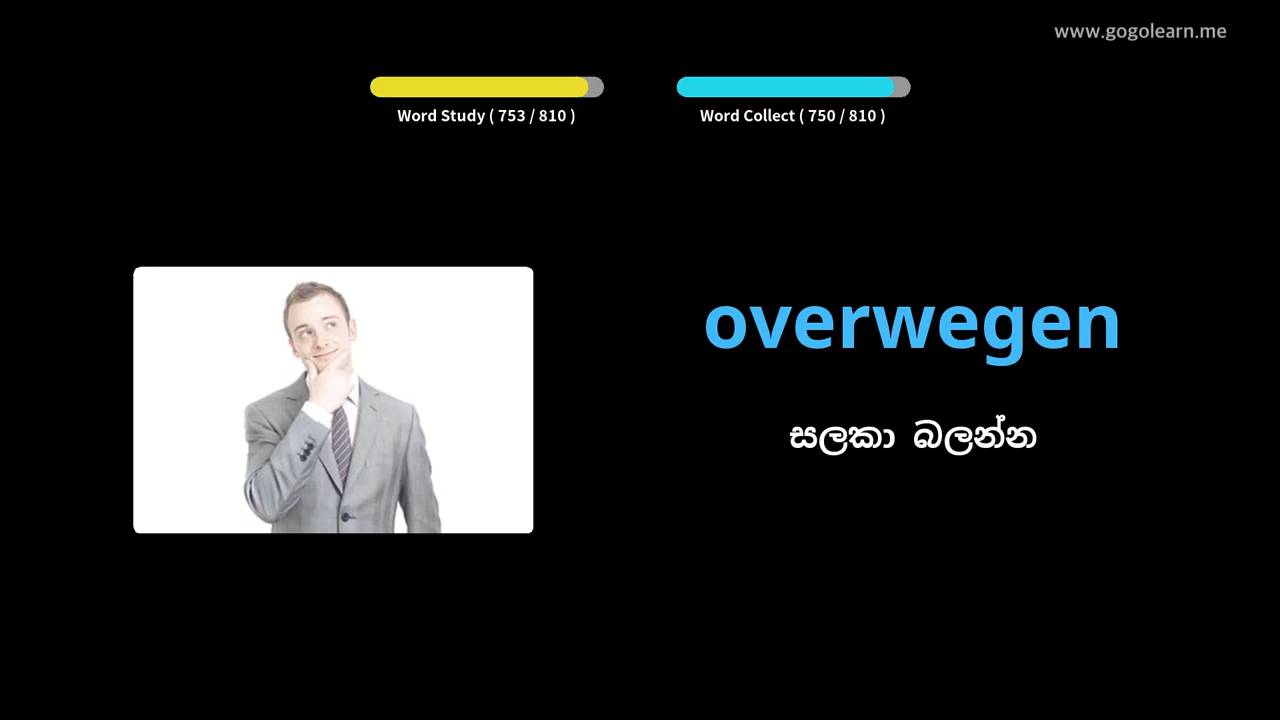 www.gogolearn.me
Word Study ( 753 / 810 )
Word Collect ( 750 / 810 )
overwegen
සලකා බලන්න